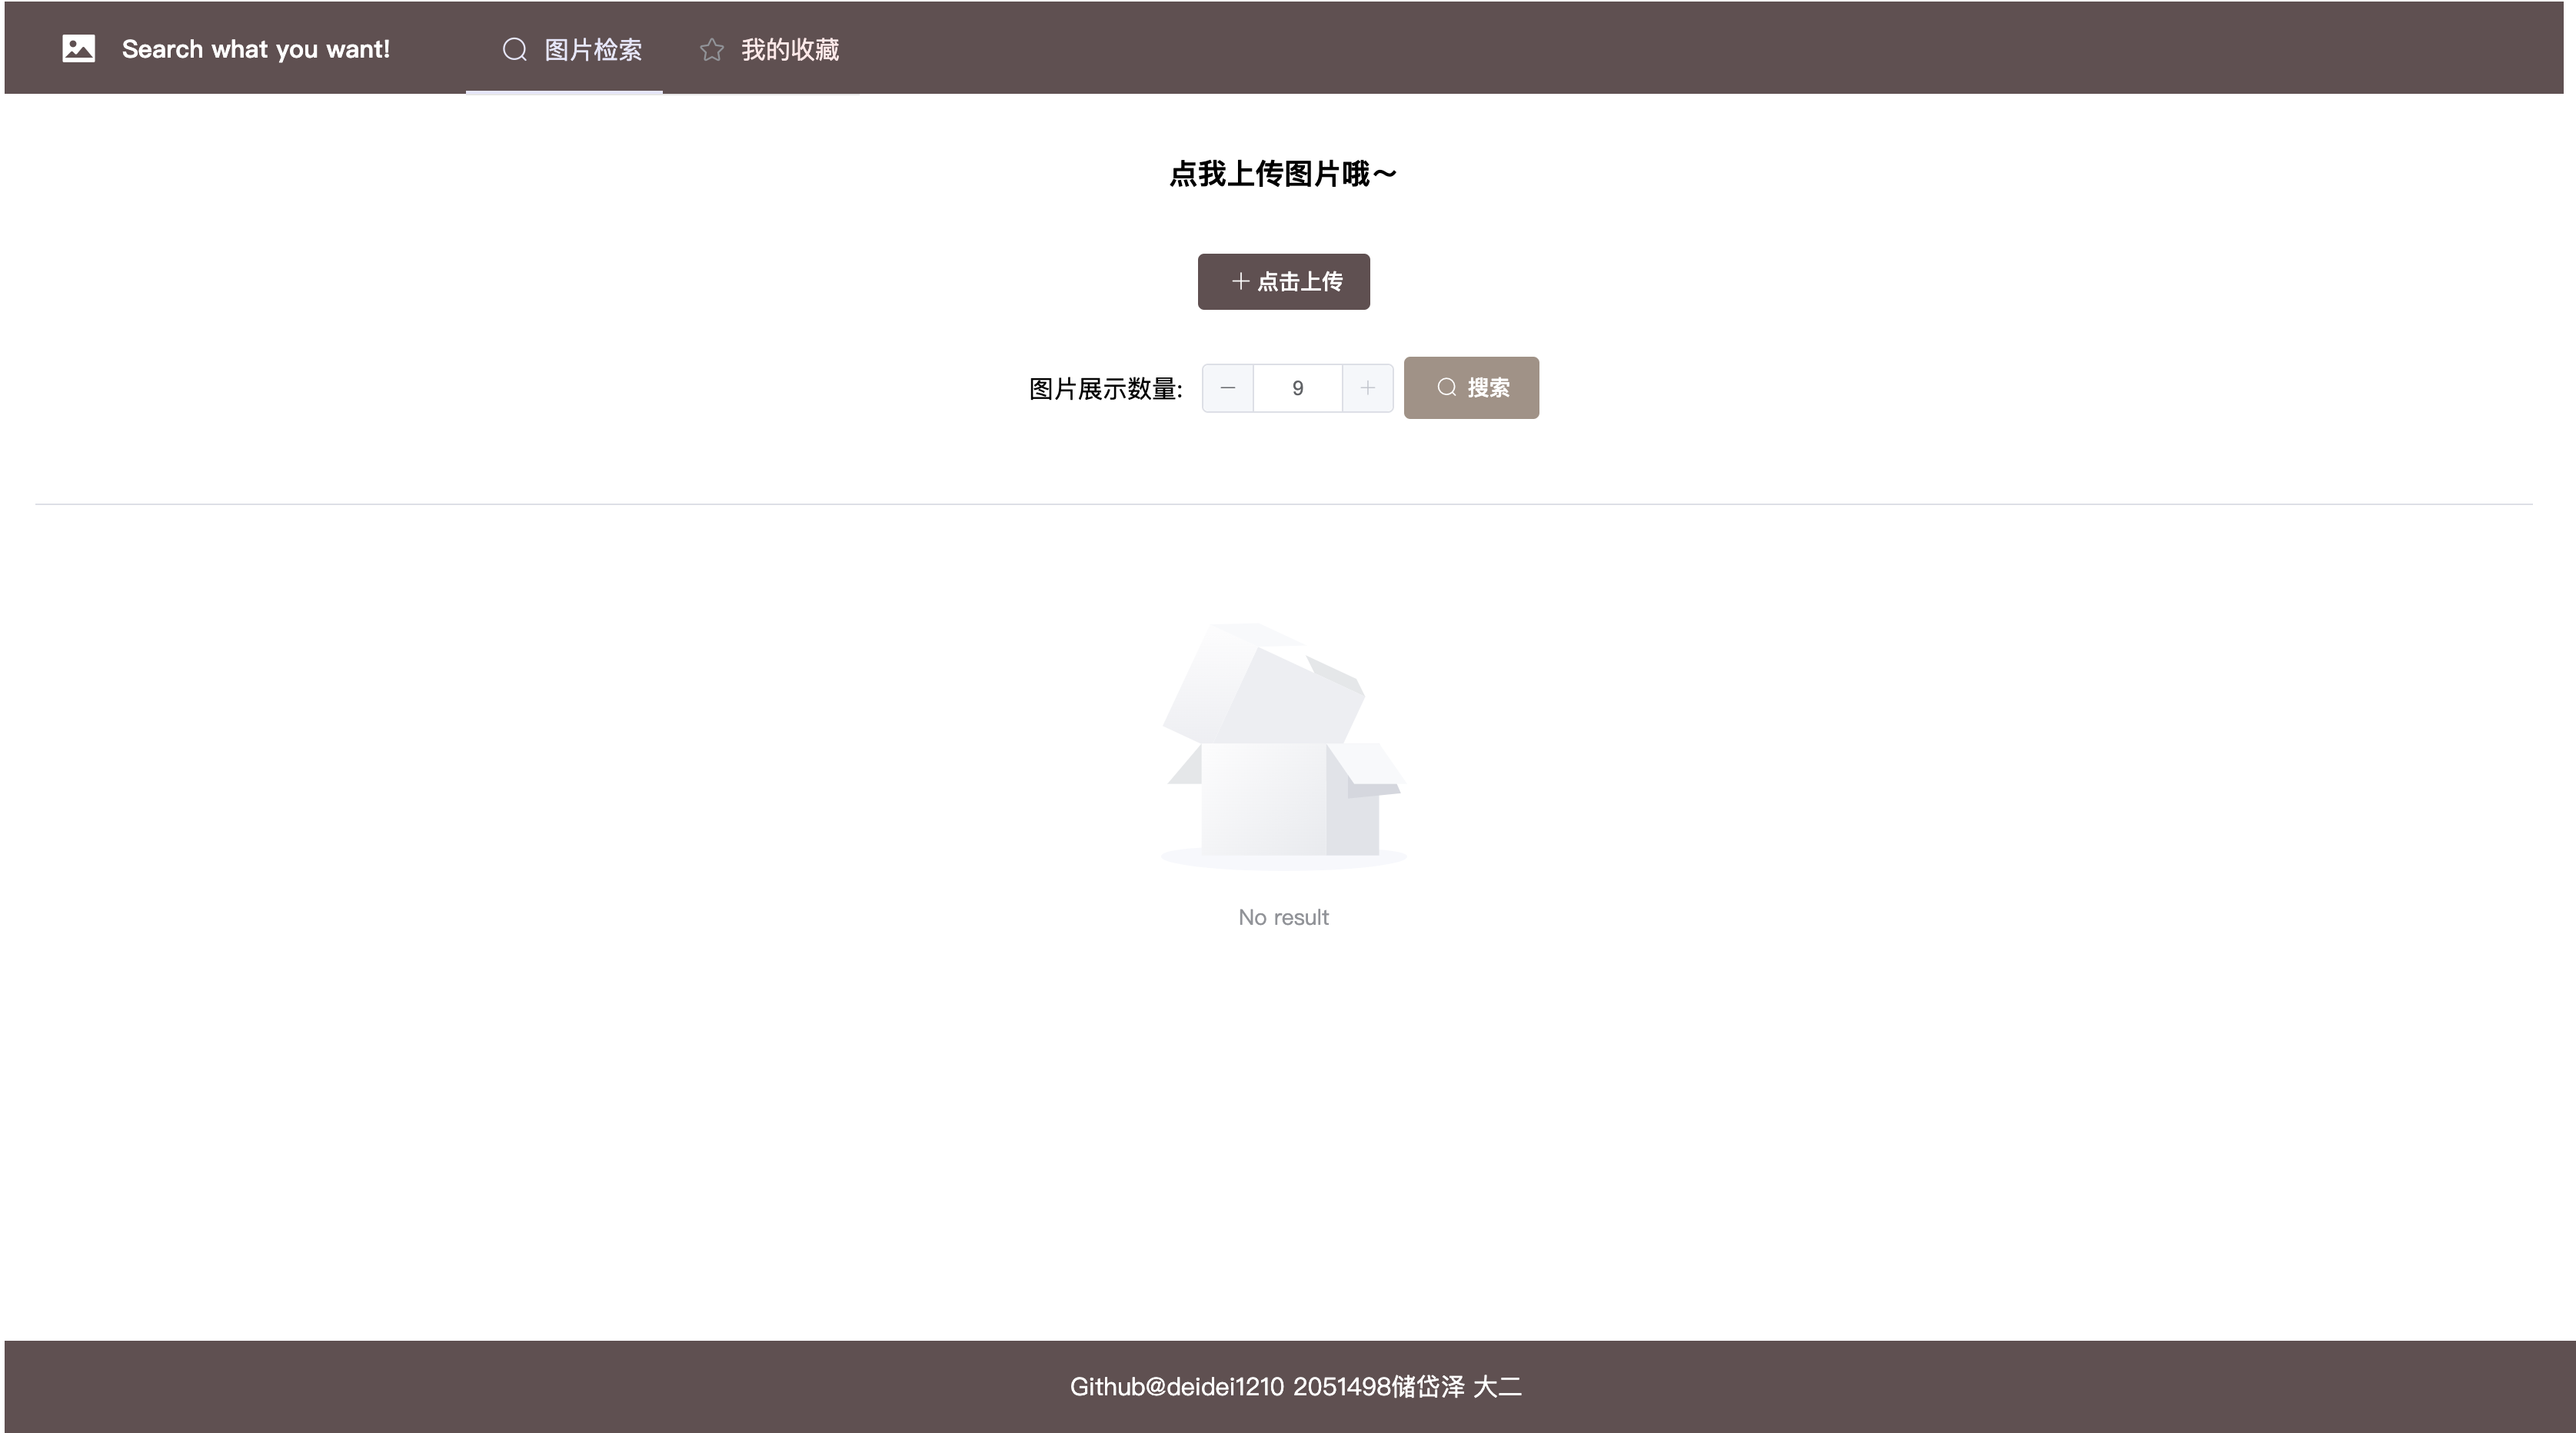 Search what you want!
图片检索
我的收藏
点我上传图片哦～
点击上传
图片展示数量: 9
搜索
No result
Github@deidei1210 2051498储岱泽 大二